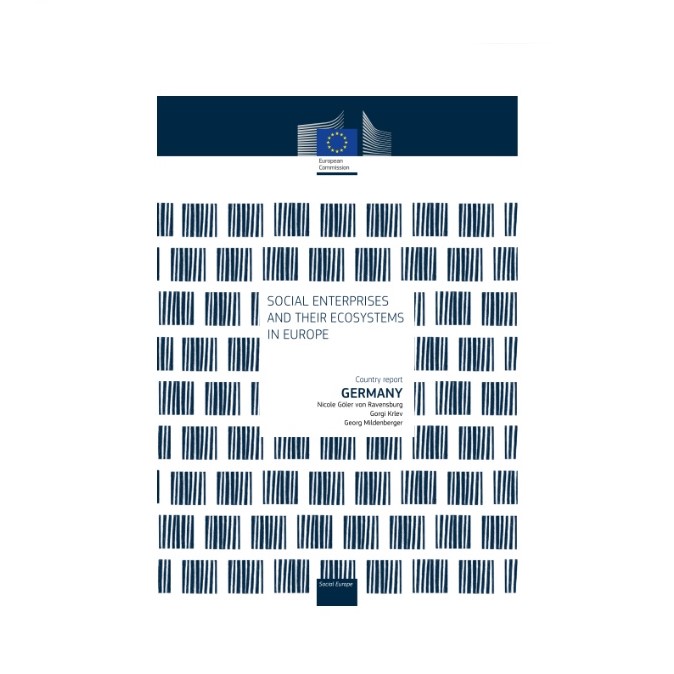 European
Commission
SOCIAL ENTERPRISES
AND THEIR ECOSYSTEMS
IN EUROPE
Country report
GERMANY
Nicole Göler von Ravensburg
Gorgi Krlev
Georg Mildenberger
Social Europe